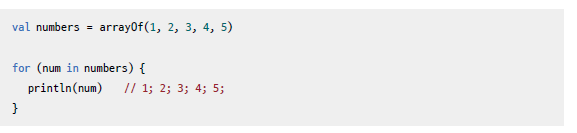 val numbers = arrayOf(1, 2, 3, 4, 5)
for (num in numbers) {
println(num) // 1; 2; 3; 4; 5;
}